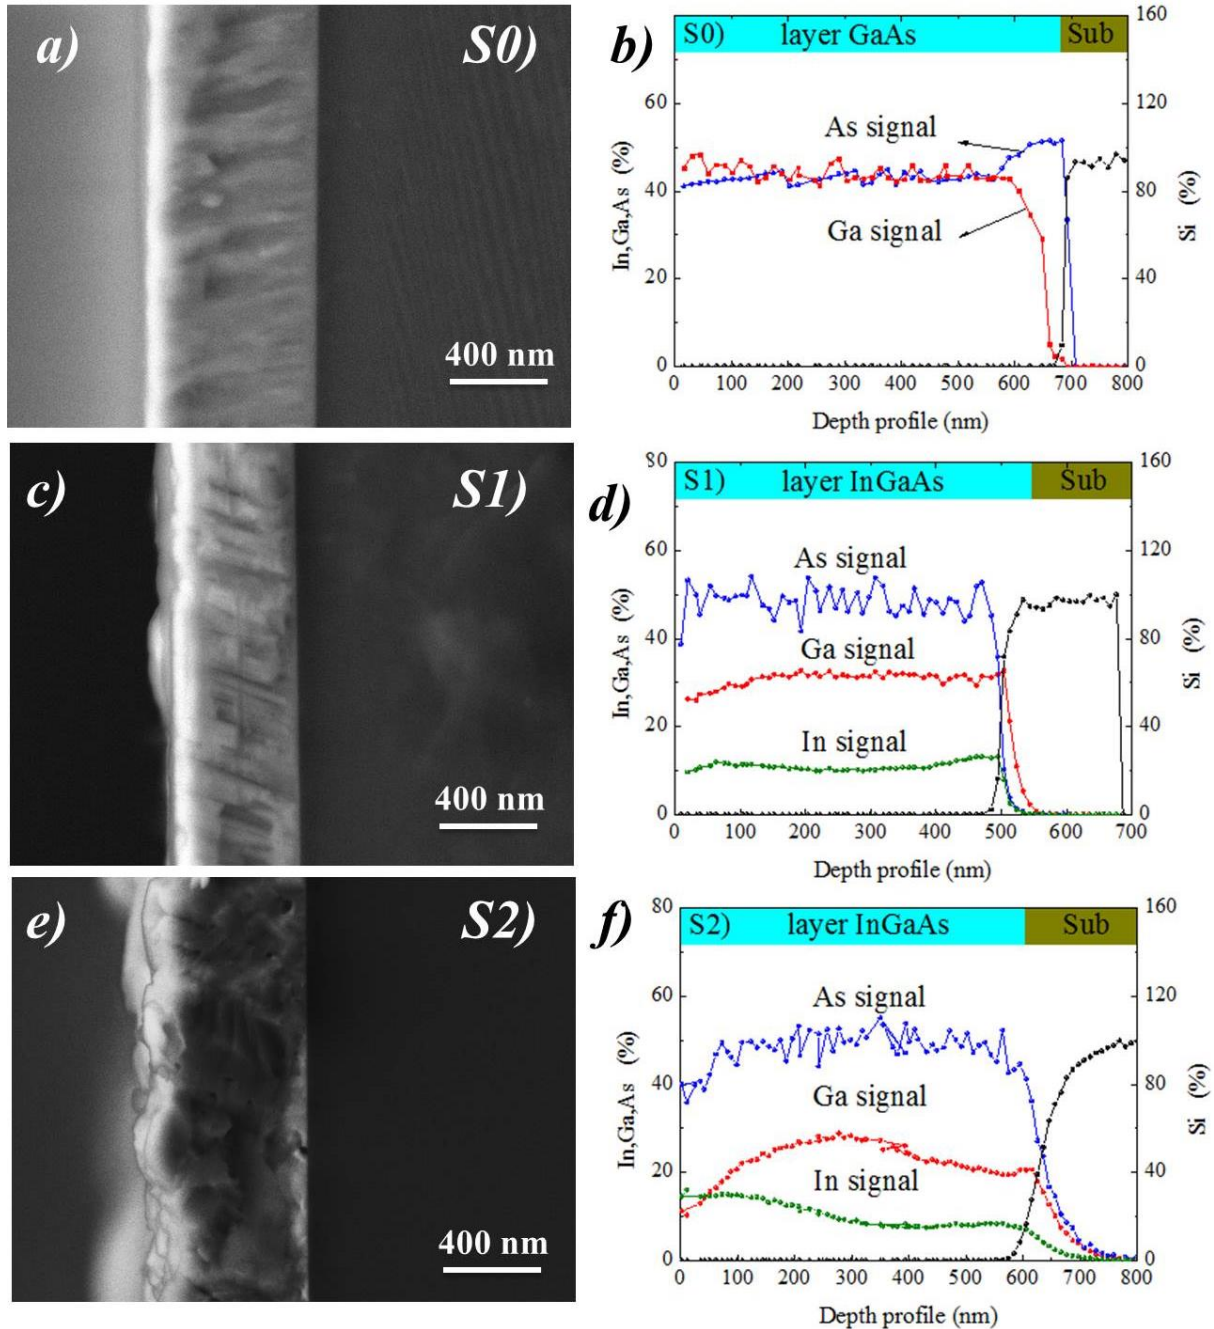 a)
S0)
400 nm
b)
S0) layer GaAs Sub
160
60
120
40
80
20
40
0
0
As signal
Ga signal
In,Ga,As (%)
Si (%)
0 100 200 300 400 500 600 700 800
Depth profile (nm)
c)
S1)
400 nm
d)
S1) layer InGaAs Sub
80
160
60
120
40
80
20
40
0
0
As signal
Ga signal
In signal
In,Ga,As (%)
Si (%)
0 100 200 300 400 500 600 700
Depth profile (nm)
e)
S2)
400 nm
f)
S2) layer InGaAs Sub
80
160
60
120
40
80
20
40
0
0
As signal
Ga signal
In signal
In,Ga,As (%)
Si (%)
0 100 200 300 400 500 600 700 800
Depth profile (nm)